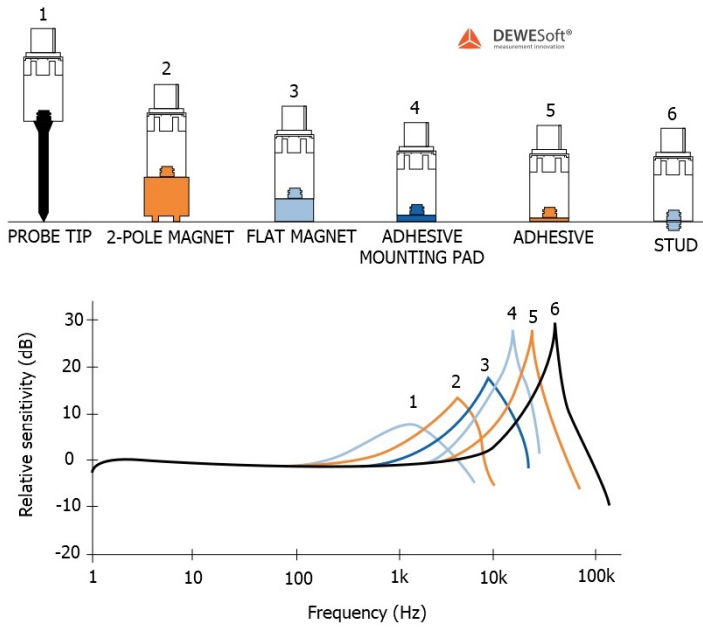 1
2
3
4
5
6
DEWESoft®
measurement innovation
PROBE TIP
2-POLE MAGNET
FLAT MAGNET
ADHESIVE
MOUNTING PAD
ADHESIVE
STUD
Relative sensitivity (dB)
30
20
10
0
-10
-20
1
2
3
4
5
6
1
10
100
1k
10k
100k
Frequency (Hz)